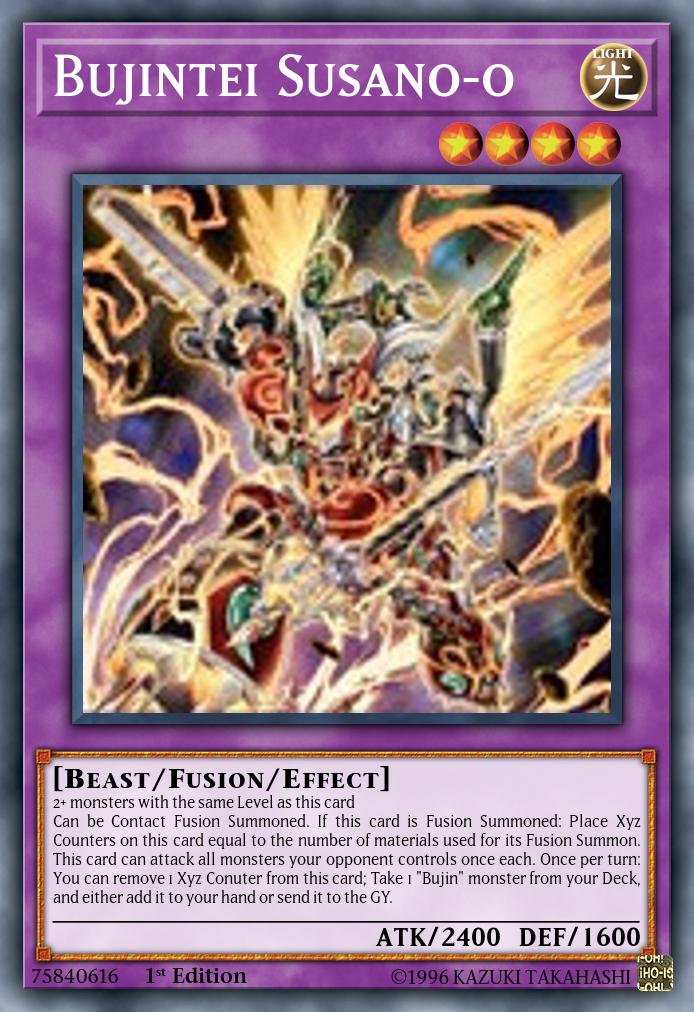 Bujintei Susano-o
LIGHT
光
[Beast/Fusion/Effect]
2+ monsters with the same Level as this card
Can be Contact Fusion Summoned. If this card is Fusion Summoned: Place Xyz
Counters on this card equal to the number of materials used for its Fusion Summon.
This card can attack all monsters your opponent controls once each. Once per turn:
You can remove 1 Xyz Conuter from this card; Take 1 "Bujin" monster from your Deck,
and either add it to your hand or send it to the GY.
ATK/2400 DEF/1600
75840616 1st Edition ©1996 KAZUKI TAKAHASHI